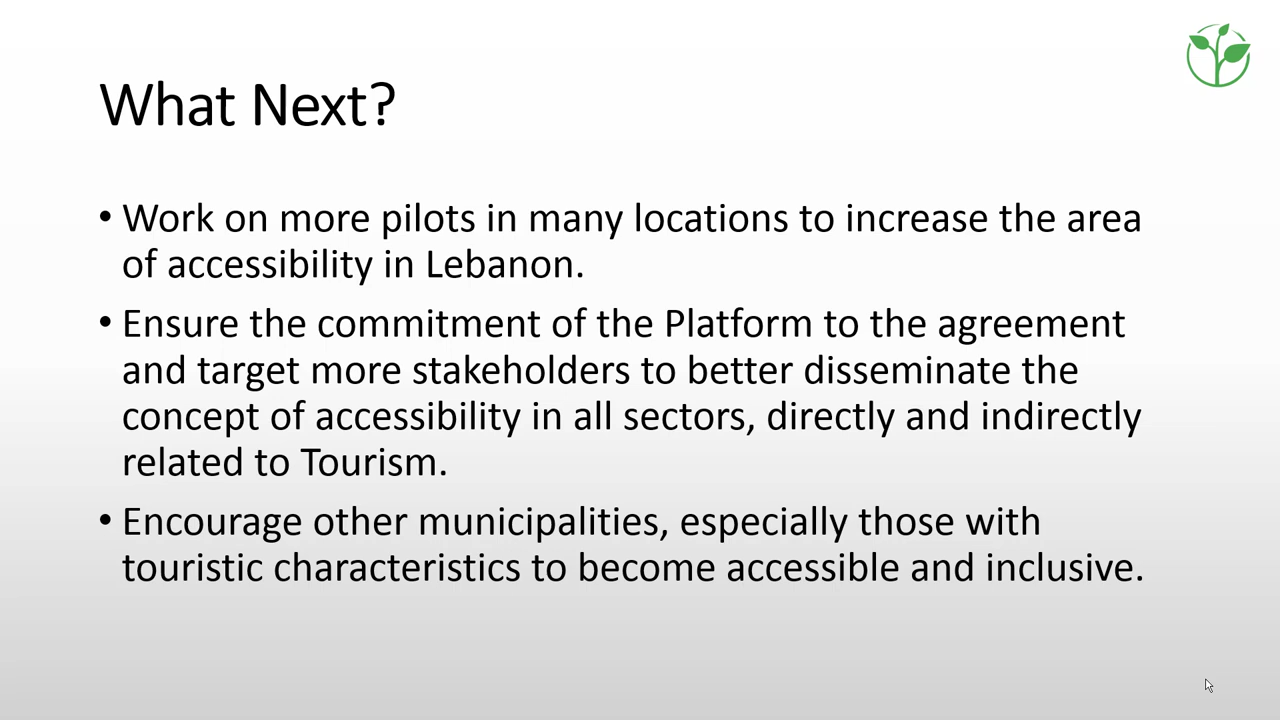 What Next?
• Work on more pilots in many locations to increase the area
of accessibility in Lebanon.
• Ensure the commitment of the Platform to the agreement
and target more stakeholders to better disseminate the
concept of accessibility in all sectors, directly and indirectly
related to Tourism.
• Encourage other municipalities, especially those with
touristic characteristics to become accessible and inclusive.